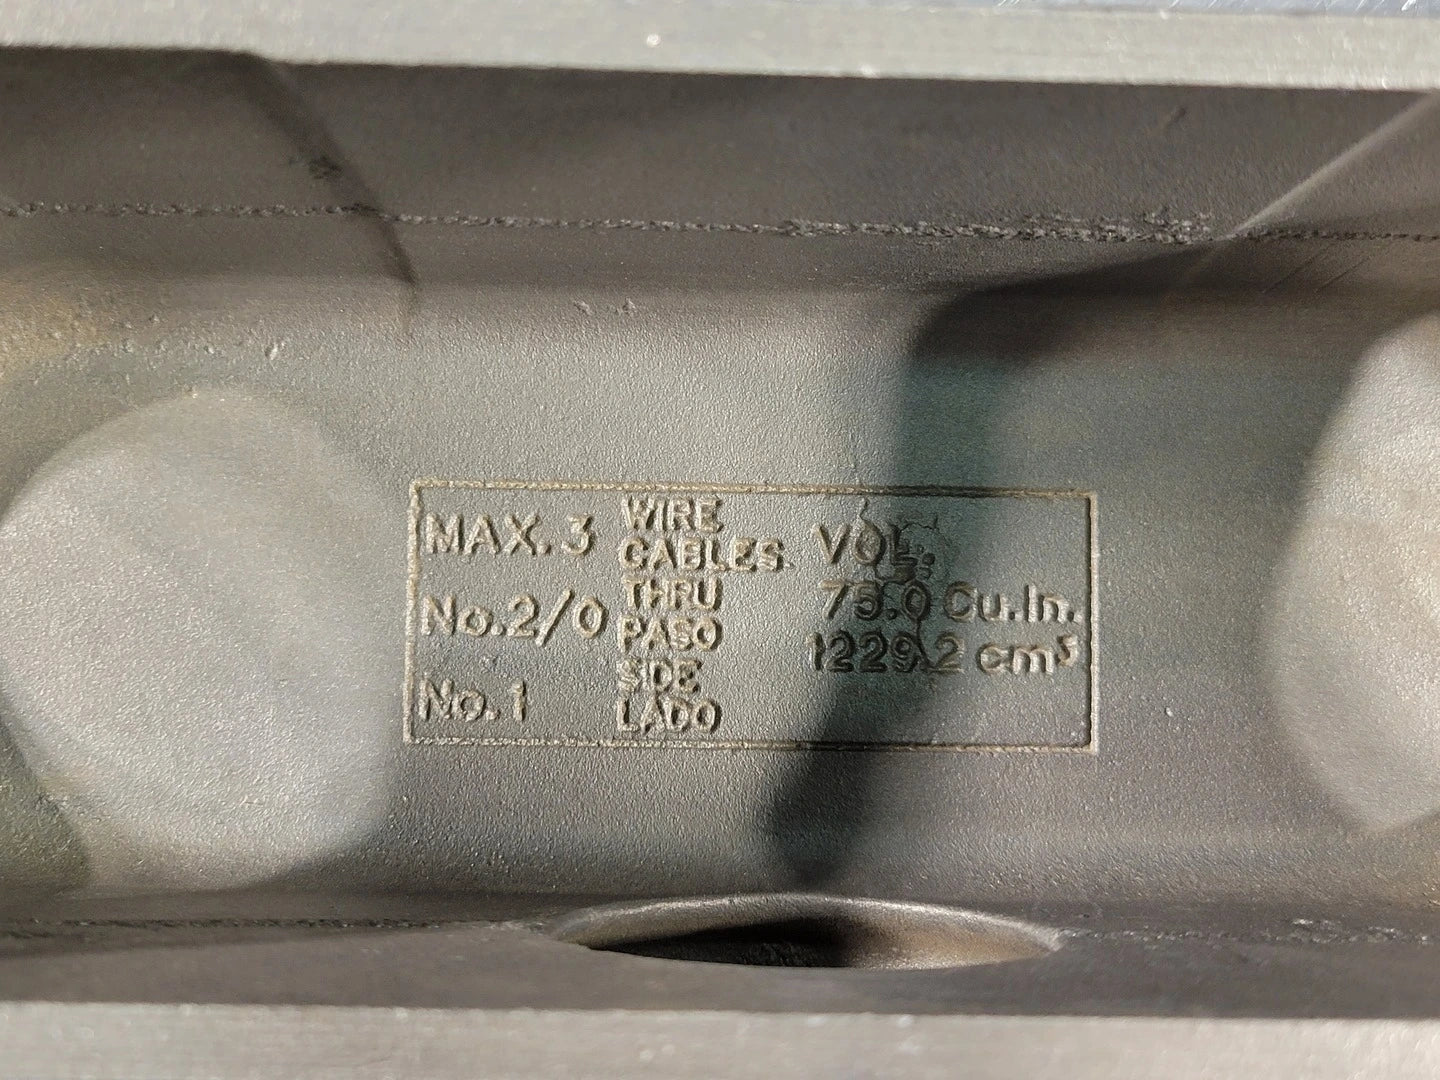 MAX. 3
WIRE
CABLES
No.2/0
THRU
PASO
No.1
SIDE
LADO
VOL.:
75.0 Cu.In.
1229.2 cm³